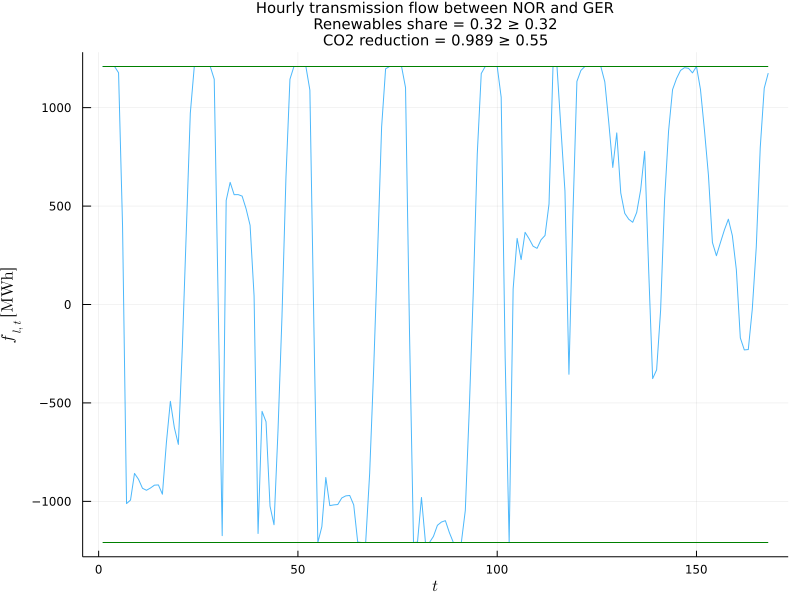 Hourly transmission flow between NOR and GER
Renewables share = 0.32 ≥ 0.32
CO2 reduction = 0.989 ≥ 0.55
1000
500
0
−500
−1000
f_{l,t} [MWh]
0 50 100 150
t